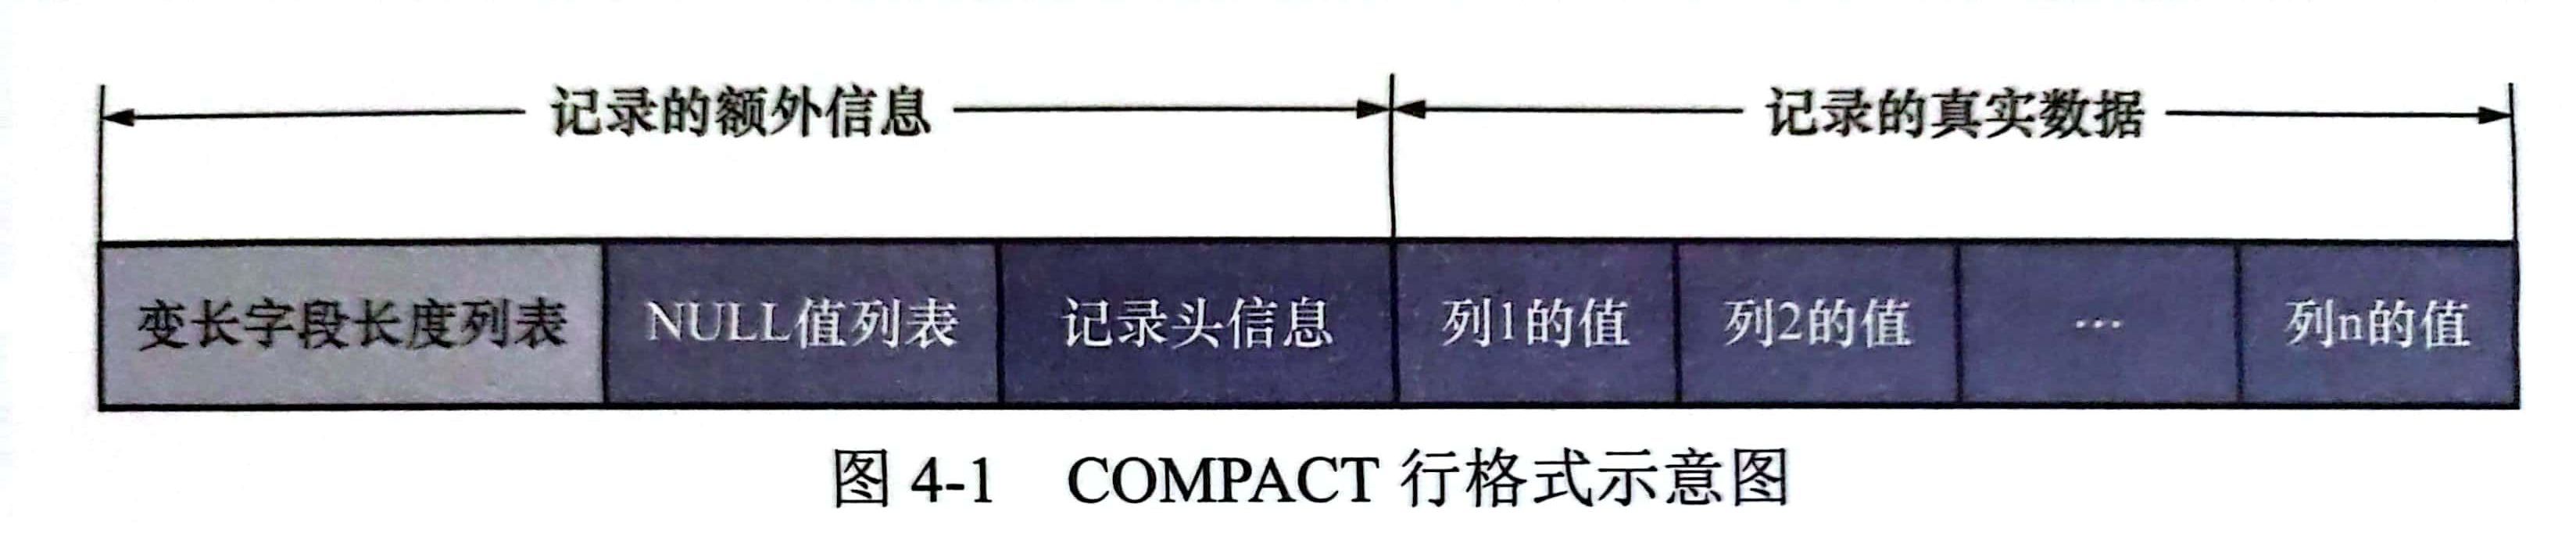 记录的额外信息 记录的真实数据
变长字段长度列表 NULL值列表 记录头信息 列1的值 列2的值 … 列n的值
图 4-1 COMPACT 行格式示意图